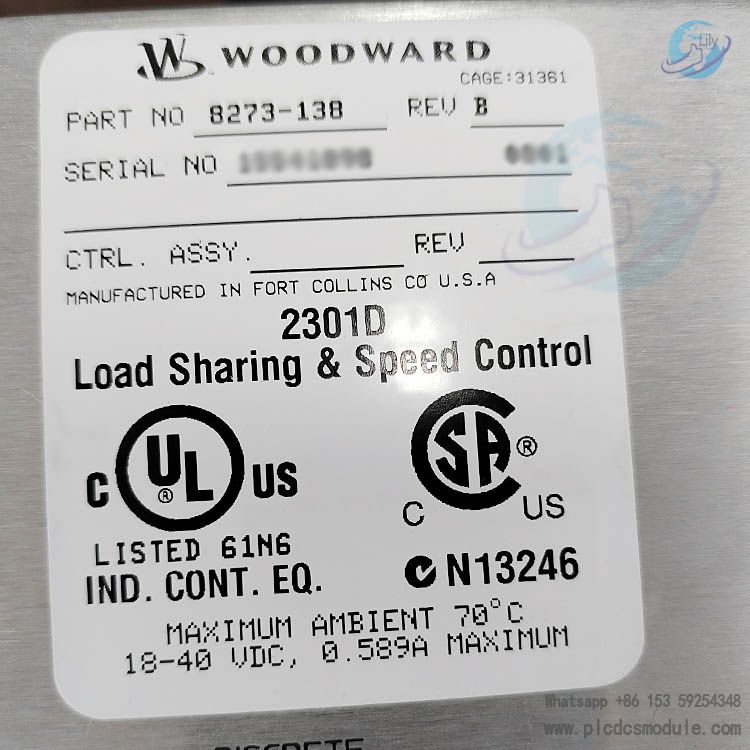 WOODWARD
CAGE:31361
PART NO 8273-138 REV B
SERIAL NO
CTRL. ASSY. REV
MANUFACTURED IN FORT COLLINS CO U.S.A
2301D
Load Sharing & Speed Control
C UL® US
LISTED 61N6
IND. CONT. EQ.
SA®
C US
N13246
MAXIMUM AMBIENT 70°C
18-40 VDC, 0.589A MAXIMUM
DISCRETE
Lily
Whatsapp +86 153 59254348
www.plcdcsmodule.com